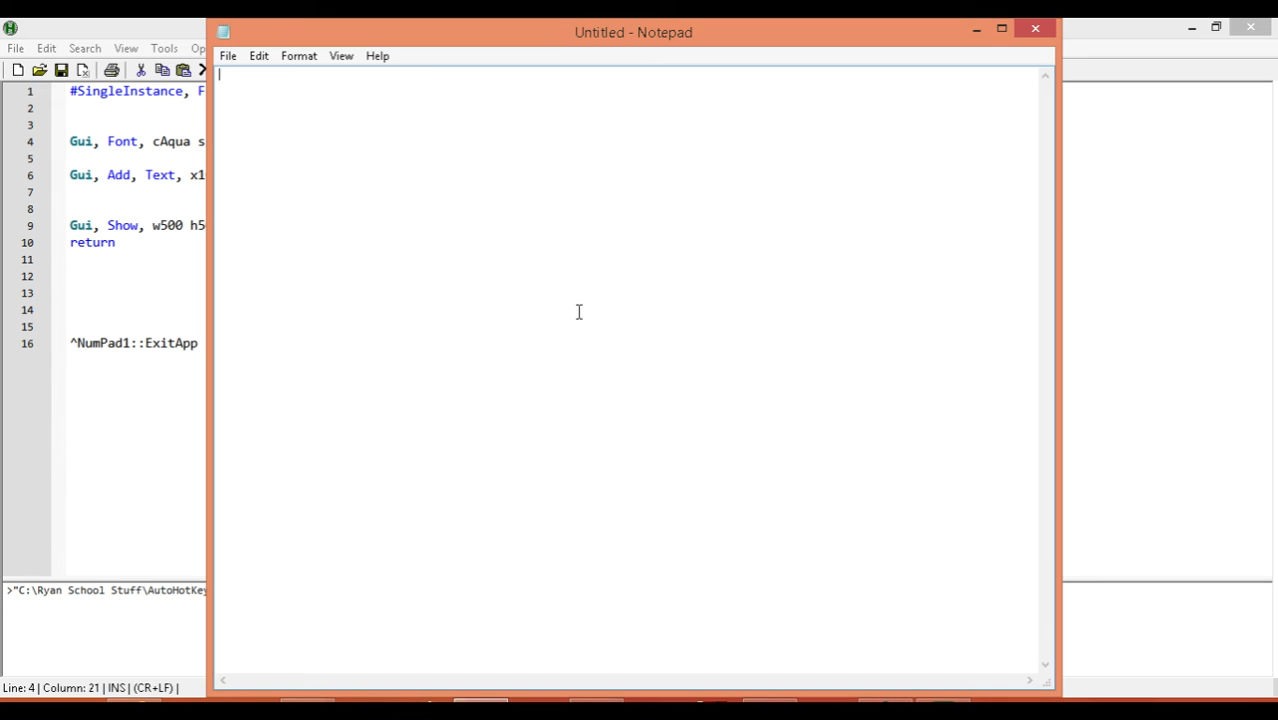 Untitled - Notepad
File Edit Search View Tools
File Edit Format View Help
1 #SingleInstance, F
2
3
4 Gui, Font, cAqua s
5
6 Gui, Add, Text, x1
7
8
9 Gui, Show, w500 h5
10 return
11
12
13
14
15
16 ^NumPad1::ExitApp
>"C:\Ryan School Stuff\AutoHotKey
Line: 4 | Column: 21 | INS | (CR+LF) |